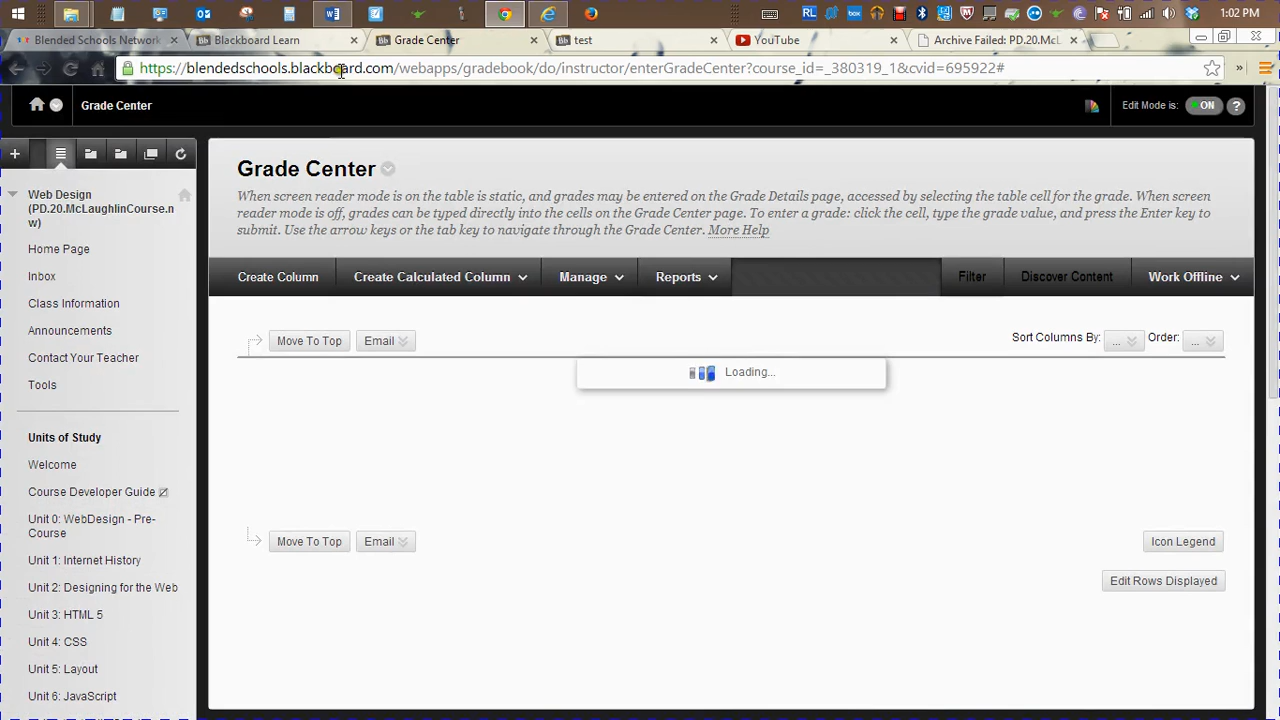 1:02 PM
Blended Schools Network
Blackboard Learn
Grade Center
test
YouTube
Archive Failed: PD.20.McL
https://blendedschools.blackboard.com/webapps/gradebook/do/instructor/enterGradeCenter?course_id=_380319_1&cvid=695922#
Grade Center
Edit Mode is:
ON
?
Web Design
(PD.20.McLaughlinCourse.n
w)
Home Page
Inbox
Class Information
Announcements
Contact Your Teacher
Tools
Units of Study
Welcome
Course Developer Guide
Unit 0: WebDesign - Pre-
Course
Unit 1: Internet History
Unit 2: Designing for the Web
Unit 3: HTML 5
Unit 4: CSS
Unit 5: Layout
Unit 6: JavaScript
Grade Center
When screen reader mode is on the table is static, and grades may be entered on the Grade Details page, accessed by selecting the table cell for the grade. When
screen reader mode is off, grades can be typed directly into the cells on the Grade Center page. To enter a grade: click the cell, type the grade value, and press the Enter key to
submit. Use the arrow keys or the tab key to navigate through the Grade Center. More Help
Create Column
Create Calculated Column
Manage
Reports
Filter
Discover Content
Work Offline
Move To Top
Email
Sort Columns By:
...
Order:
...
Loading...
Move To Top
Email
Icon Legend
Edit Rows Displayed